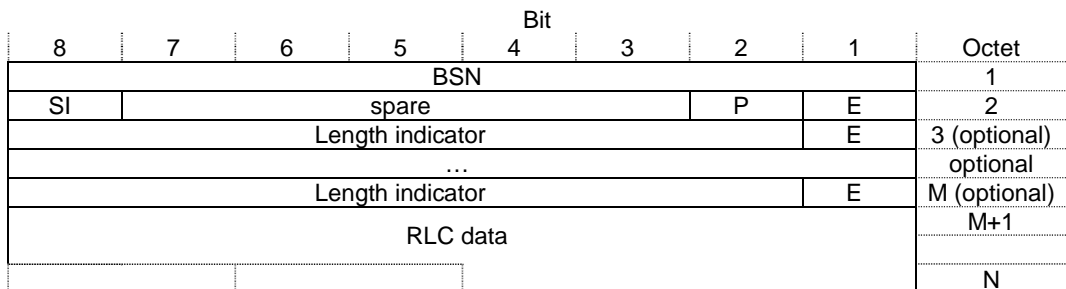 Bit
8 7 6 5 4 3 2 1 Octet
BSN 1
SI spare P E 2
Length indicator E 3 (optional)
… optional
Length indicator E M (optional)
RLC data M+1
N